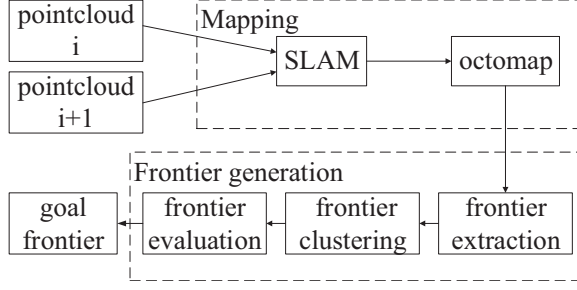 pointcloud
i
pointcloud
i+1
Mapping
SLAM
octomap
Frontier generation
goal
frontier
frontier
evaluation
frontier
clustering
frontier
extraction